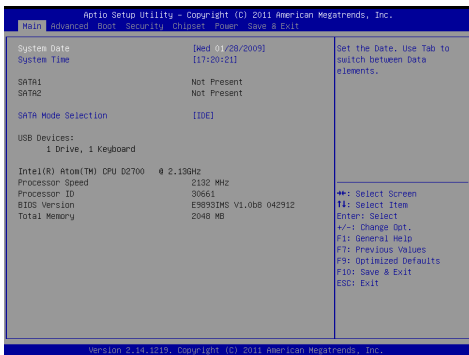 Aptio Setup Utility – Copyright (C) 2011 American Megatrends, Inc.
Main Advanced Boot Security Chipset Power Save & Exit
System Date [Wed 01/28/2009]
System Time [17:20:21]
SATA1 Not Present
SATA2 Not Present
SATA Mode Selection [IDE]
USB Devices:
1 Drive, 1 Keyboard
Intel(R) Atom(TM) CPU D2700 @ 2.13GHz
Processor Speed 2132 MHz
Processor ID 30661
BIOS Version E9893IMS V1.0b8 042912
Total Memory 2048 MB
Set the Date. Use Tab to
switch between Data
elements.
→←: Select Screen
↑↓: Select Item
Enter: Select
+/-: Change Opt.
F1: General Help
F7: Previous Values
F9: Optimized Defaults
F10: Save & Exit
ESC: Exit
Version 2.14.1219. Copyright (C) 2011 American Megatrends, Inc.